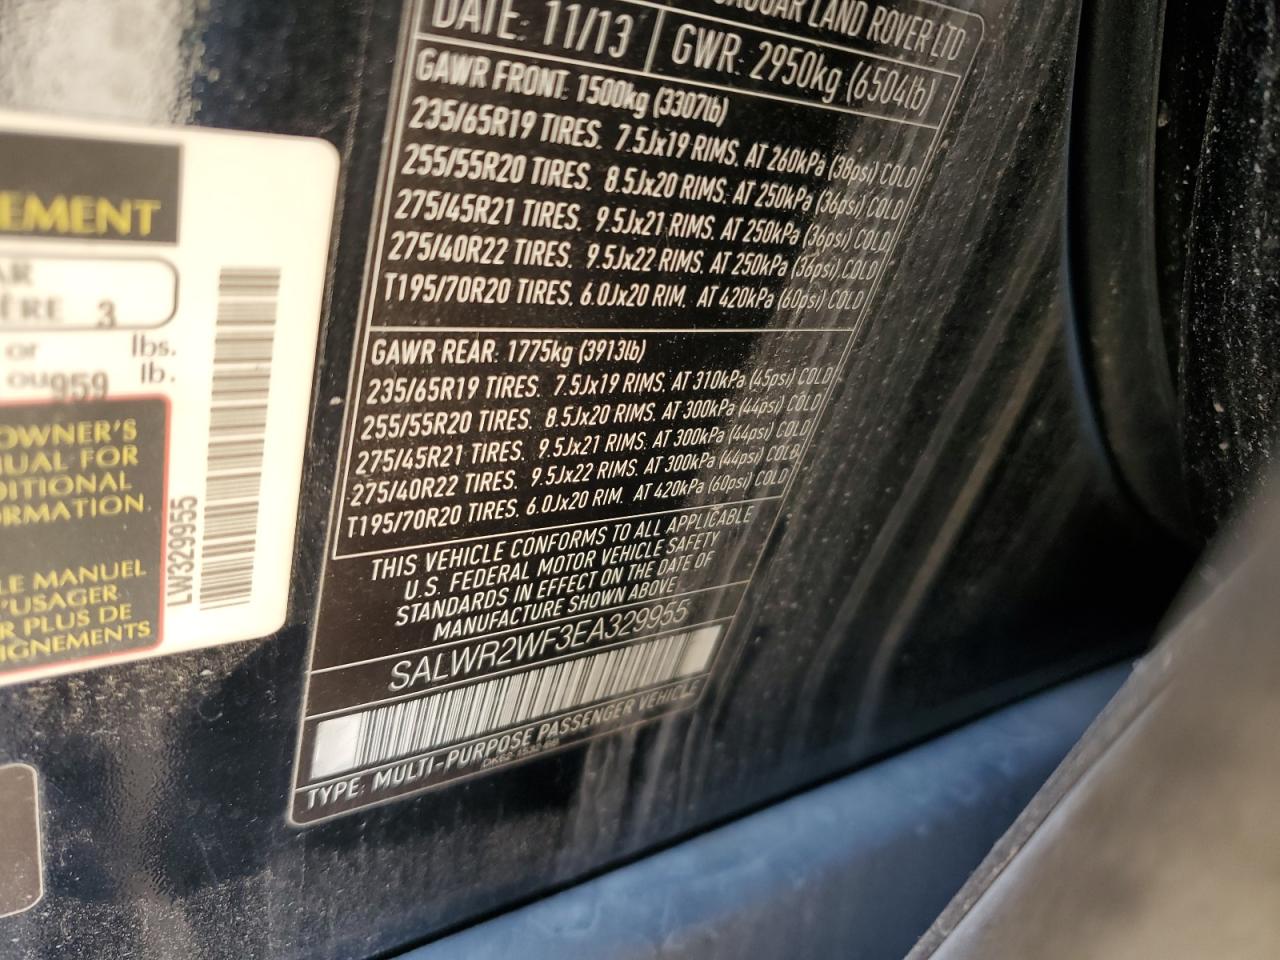 JAGUAR LAND ROVER LTD
DATE: 11/13 GWR: 2950kg (6504lb)
GAWR FRONT: 1500kg (3307lb)
235/65R19 TIRES. 7.5Jx19 RIMS. AT 260kPa (38psi) COLD
255/55R20 TIRES. 8.5Jx20 RIMS. AT 250kPa (36psi) COLD
275/45R21 TIRES. 9.5Jx21 RIMS. AT 250kPa (36psi) COLD
275/40R22 TIRES. 9.5Jx22 RIMS. AT 250kPa (36psi) COLD
T195/70R20 TIRES. 6.0Jx20 RIM. AT 420kPa (60psi) COLD
GAWR REAR: 1775kg (3913lb)
235/65R19 TIRES. 7.5Jx19 RIMS. AT 310kPa (45psi) COLD
255/55R20 TIRES. 8.5Jx20 RIMS. AT 300kPa (44psi) COLD
275/45R21 TIRES. 9.5Jx21 RIMS. AT 300kPa (44psi) COLD
275/40R22 TIRES. 9.5Jx22 RIMS. AT 300kPa (44psi) COLD
T195/70R20 TIRES. 6.0Jx20 RIM. AT 420kPa (60psi) COLD
THIS VEHICLE CONFORMS TO ALL APPLICABLE
U.S. FEDERAL MOTOR VEHICLE SAFETY
STANDARDS IN EFFECT ON THE DATE OF
MANUFACTURE SHOWN ABOVE
SALWR2WF3EA329955
TYPE: MULTI-PURPOSE PASSENGER VEHICLE
EMENT
AR
ÈRE 3
or lbs.
ou 959 lb.
OWNER'S
UAL FOR
DITIONAL
ORMATION.
LE MANUEL
'USAGER
R PLUS DE
IGNEMENTS
LW329955